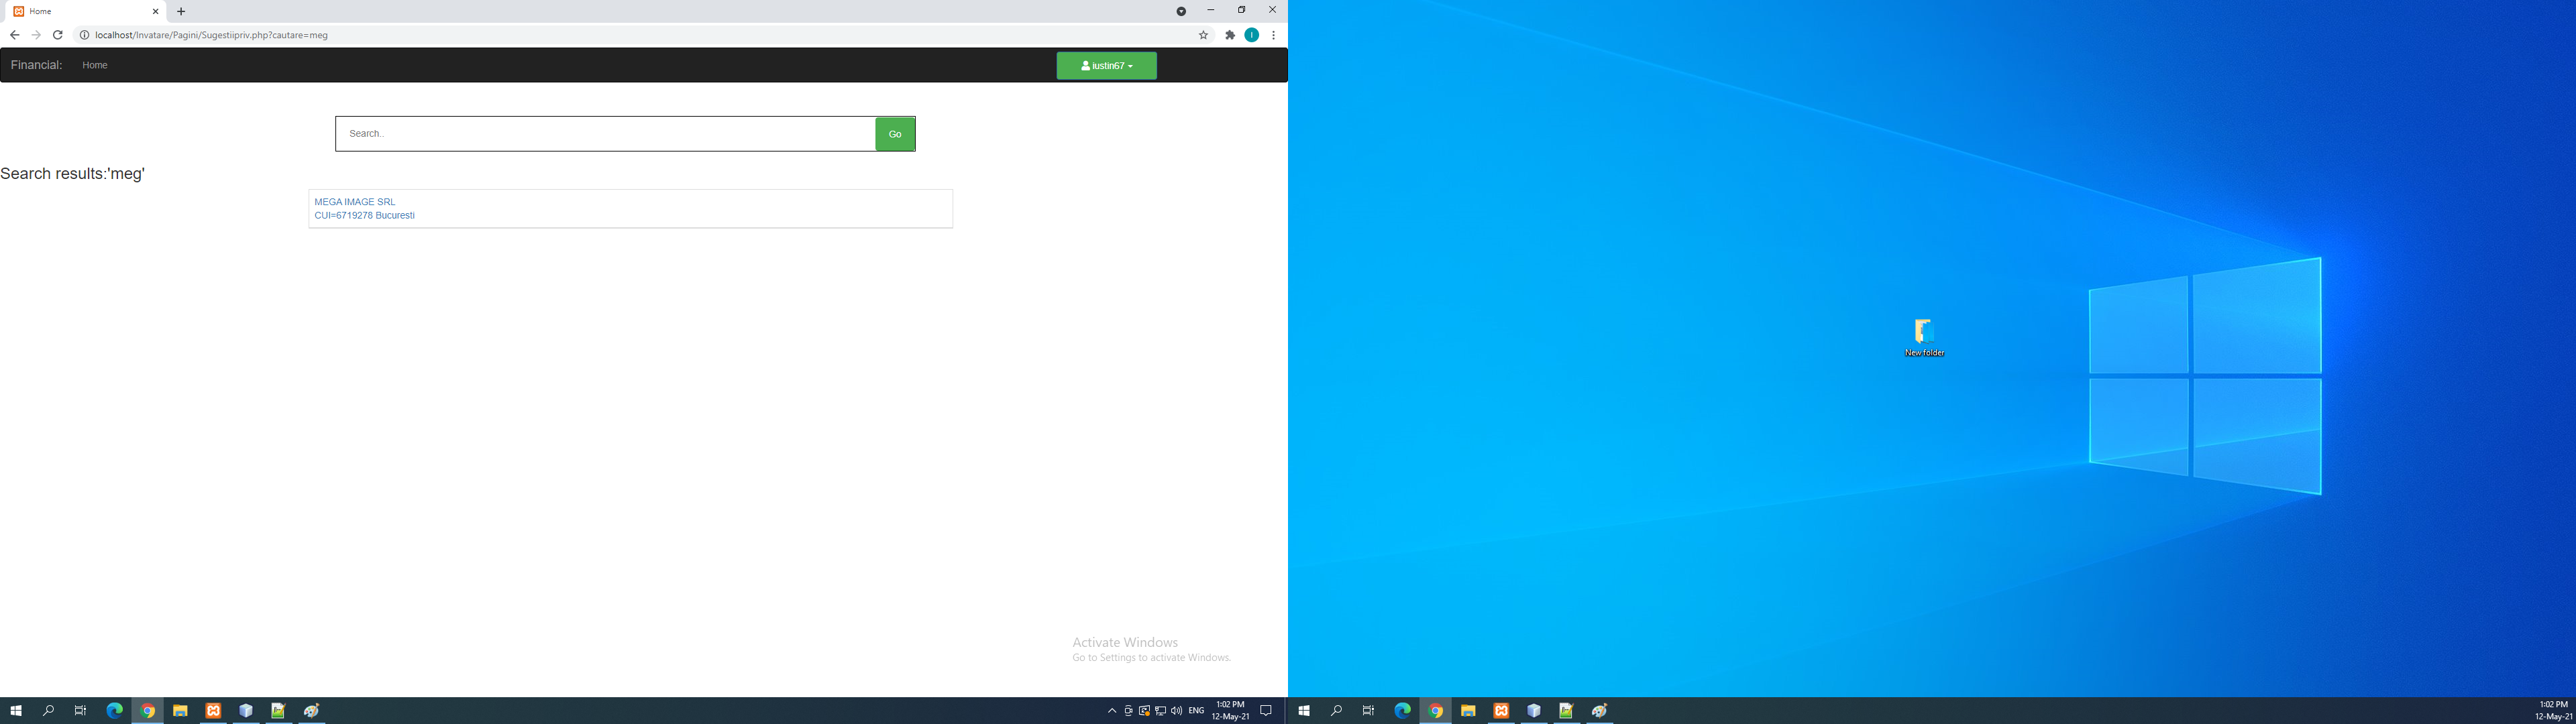 Home
localhost/Invatare/Pagini/Sugestiipriv.php?cautare=meg
I
Financial: Home iustin67
Search.. Go
Search results:'meg'
MEGA IMAGE SRL
CUI=6719278 Bucuresti
New folder
Activate Windows
Go to Settings to activate Windows.
ENG
1:02 PM
12-May-21
1:02 PM
12-May-21